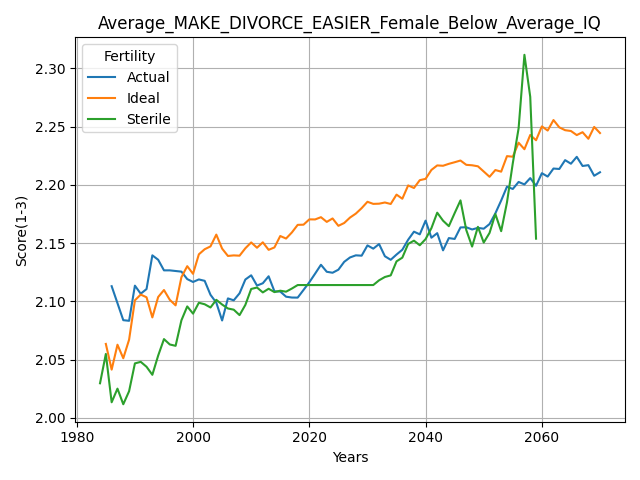 Average_MAKE_DIVORCE_EASIER_Female_Below_Average_IQ
Fertility
Actual
Ideal
Sterile
Score(1-3)
2.30
2.25
2.20
2.15
2.10
2.05
2.00
1980
2000
2020
2040
2060
Years